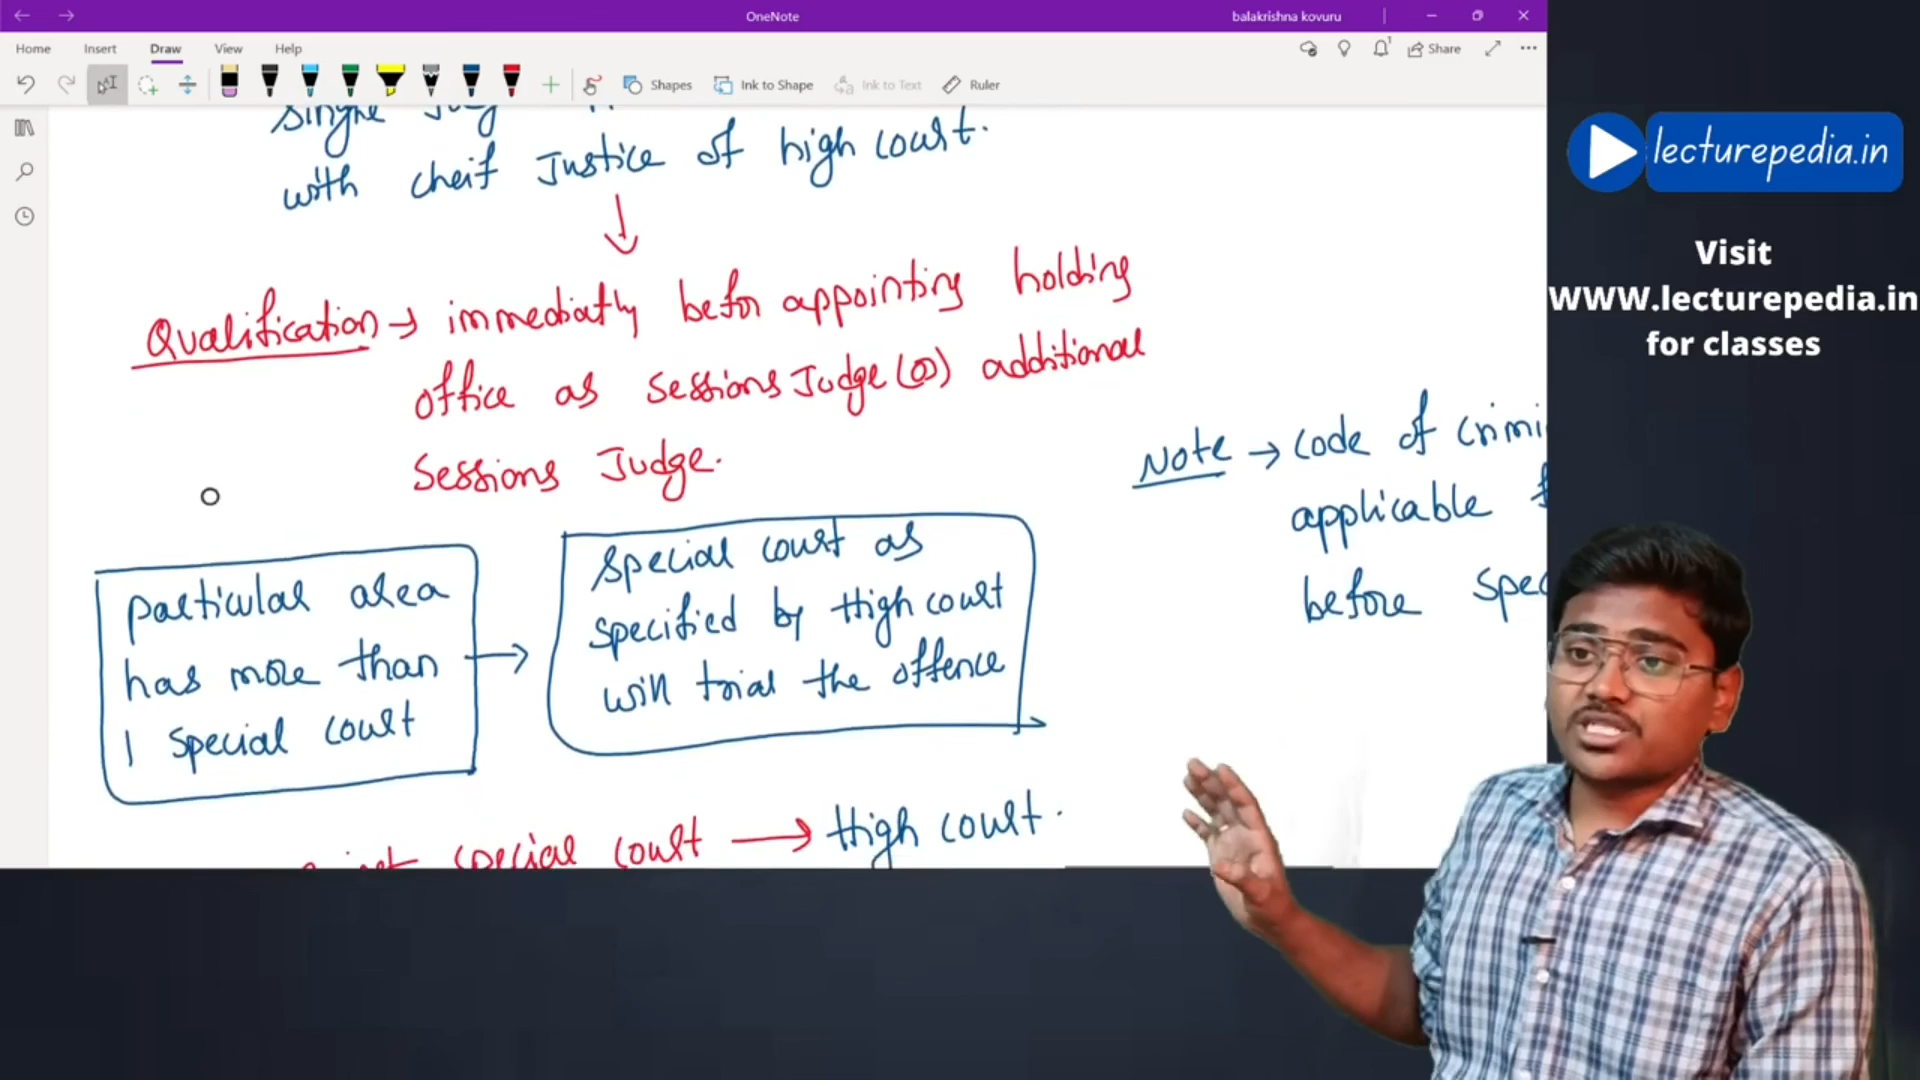 OneNote
balakrishna kovuru
Home Insert Draw View Help
Share
Shapes
Ink to Shape
Ink to Text
Ruler
single
with cheif Justice of high court.
Qualification → immediatly befor appointing holding
office as Sessions Judge (or) additional
Sessions Judge.
Note → code of crimi
applicable
before spec
particular area
has more than
1 special court
→
special court as
specified by High court
will trial the offence
special court → High court.
lecturepedia.in
Visit
WWW.lecturepedia.in
for classes